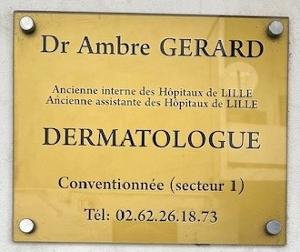 Dr Ambre GERARD
Ancienne interne des Hôpitaux de LILLE
Ancienne assistante des Hôpitaux de LILLE
DERMATOLOGUE
Conventionnée (secteur 1)
Tél: 02.62.26.18.73